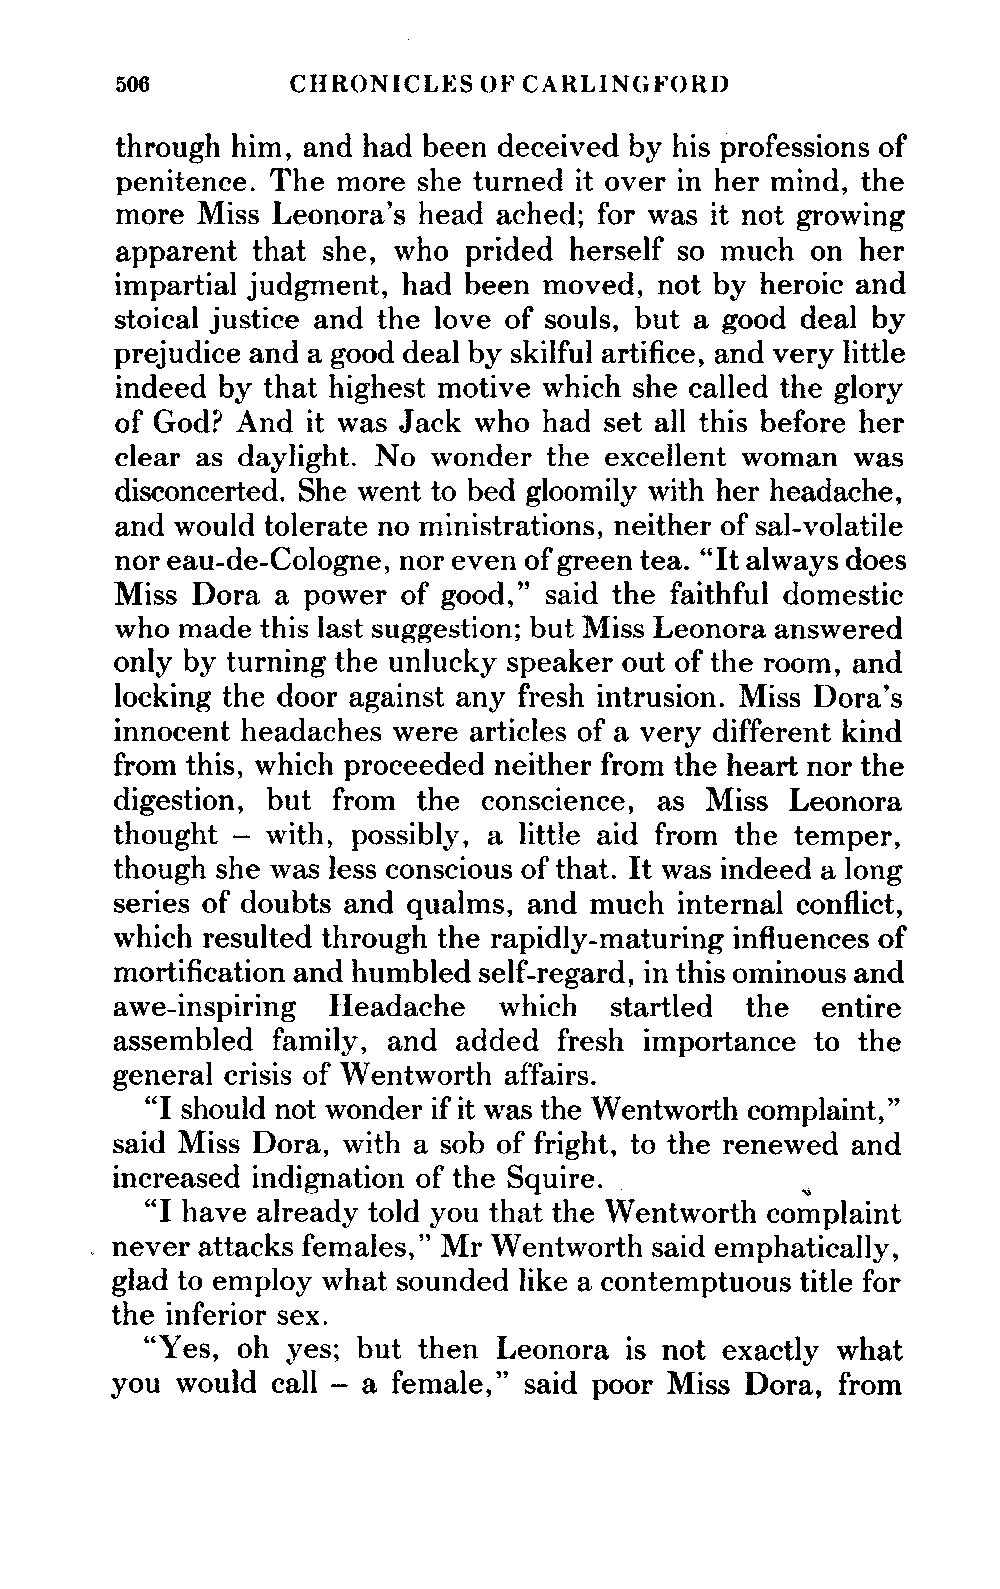 506 CHRONICLES OF CARLINGFORD
through him, and had been deceived by his professions of
penitence. The more she turned it over in her mind, the
more Miss Leonora's head ached; for was it not growing
apparent that she, who prided herself so much on her
impartial judgment, had been moved, not by heroic and
stoical justice and the love of souls, but a good deal by
prejudice and a good deal by skilful artifice, and very little
indeed by that highest motive which she called the glory
of God? And it was Jack who had set all this before her
clear as daylight. No wonder the excellent woman was
disconcerted. She went to bed gloomily with her headache,
and would tolerate no ministrations, neither of sal-volatile
nor eau-de-Cologne, nor even of green tea. “It always does
Miss Dora a power of good,” said the faithful domestic
who made this last suggestion; but Miss Leonora answered
only by turning the unlucky speaker out of the room, and
locking the door against any fresh intrusion. Miss Dora's
innocent headaches were articles of a very different kind
from this, which proceeded neither from the heart nor the
digestion, but from the conscience, as Miss Leonora
thought – with, possibly, a little aid from the temper,
though she was less conscious of that. It was indeed a long
series of doubts and qualms, and much internal conflict,
which resulted through the rapidly-maturing influences of
mortification and humbled self-regard, in this ominous and
awe-inspiring Headache which startled the entire
assembled family, and added fresh importance to the
general crisis of Wentworth affairs.
“I should not wonder if it was the Wentworth complaint,”
said Miss Dora, with a sob of fright, to the renewed and
increased indignation of the Squire.
“I have already told you that the Wentworth complaint
never attacks females,” Mr Wentworth said emphatically,
glad to employ what sounded like a contemptuous title for
the inferior sex.
“Yes, oh yes; but then Leonora is not exactly what
you would call – a female,” said poor Miss Dora, from